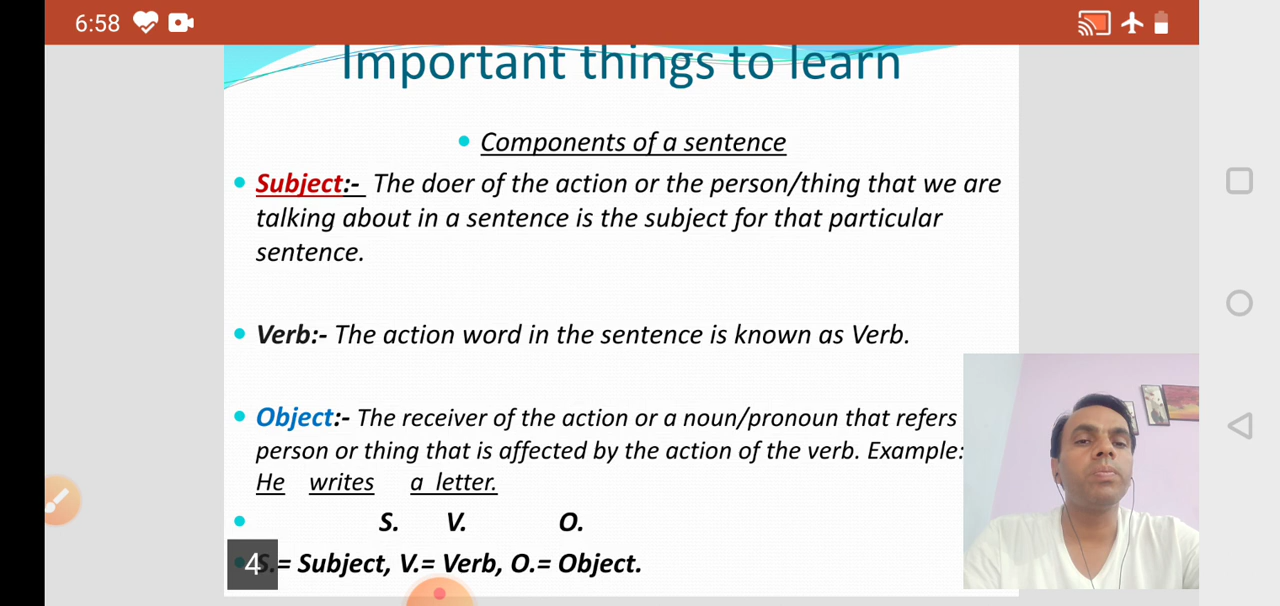 6:58
Important things to learn
Components of a sentence
Subject:- The doer of the action or the person/thing that we are
talking about in a sentence is the subject for that particular
sentence.
Verb:- The action word in the sentence is known as Verb.
Object:- The receiver of the action or a noun/pronoun that refers
person or thing that is affected by the action of the verb. Example:
He writes a letter.
S. V. O.
S.= Subject, V.= Verb, O.= Object.
4